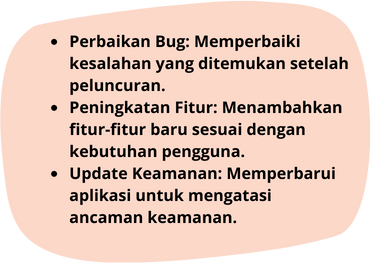 • Perbaikan Bug: Memperbaiki
kesalahan yang ditemukan setelah
peluncuran.
• Peningkatan Fitur: Menambahkan
fitur-fitur baru sesuai dengan
kebutuhan pengguna.
• Update Keamanan: Memperbarui
aplikasi untuk mengatasi
ancaman keamanan.